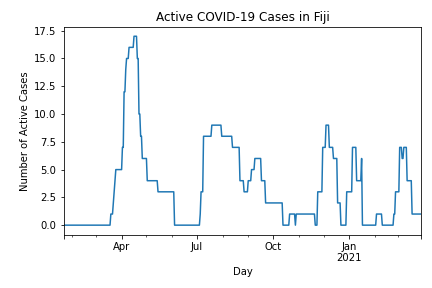 Active COVID-19 Cases in Fiji
Number of Active Cases
17.5
15.0
12.5
10.0
7.5
5.0
2.5
0.0
Apr Jul Oct Jan
2021
Day